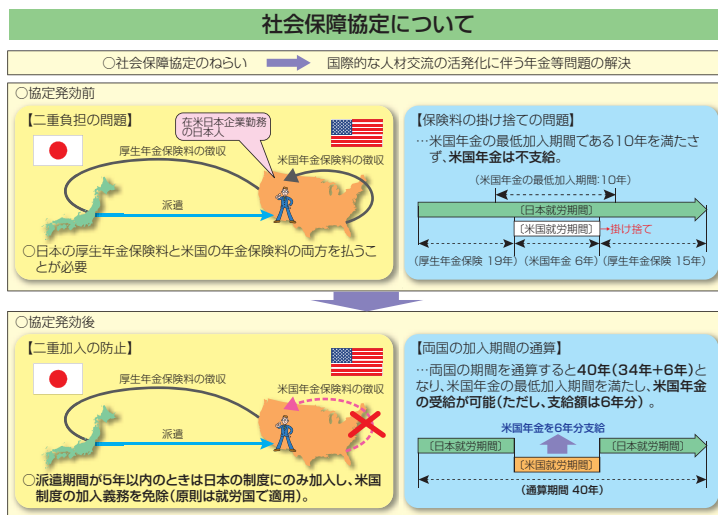 社会保障協定について
○社会保障協定のねらい
国際的な人材交流の活発化に伴う年金等問題の解決
○協定発効前
【二重負担の問題】
在米日本企業勤務
の日本人
厚生年金保険料の徴収
米国年金保険料の徴収
派遣
○日本の厚生年金保険料と米国の年金保険料の両方を払うこ
とが必要
【保険料の掛け捨ての問題】
…米国年金の最低加入期間である10年を満たさ
ず、米国年金は不支給。
(米国年金の最低加入期間:10年)
〔日本就労期間〕
〔米国就労期間〕
→掛け捨て
(厚生年金保険 19年)
(米国年金 6年)
(厚生年金保険 15年)
○協定発効後
【二重加入の防止】
厚生年金保険料の徴収
米国年金保険料の徴収
派遣
○派遣期間が5年以内のときは日本の制度にのみ加入し、米国
制度の加入義務を免除(原則は就労国で適用)。
【両国の加入期間の通算】
…両国の期間を通算すると40年(34年+6年)と
なり、米国年金の最低加入期間を満たし、米国年金
の受給が可能(ただし、支給額は6年分) 。
米国年金を6年分支給
〔日本就労期間〕
〔日本就労期間〕
〔米国就労期間〕
(通算期間 40年)